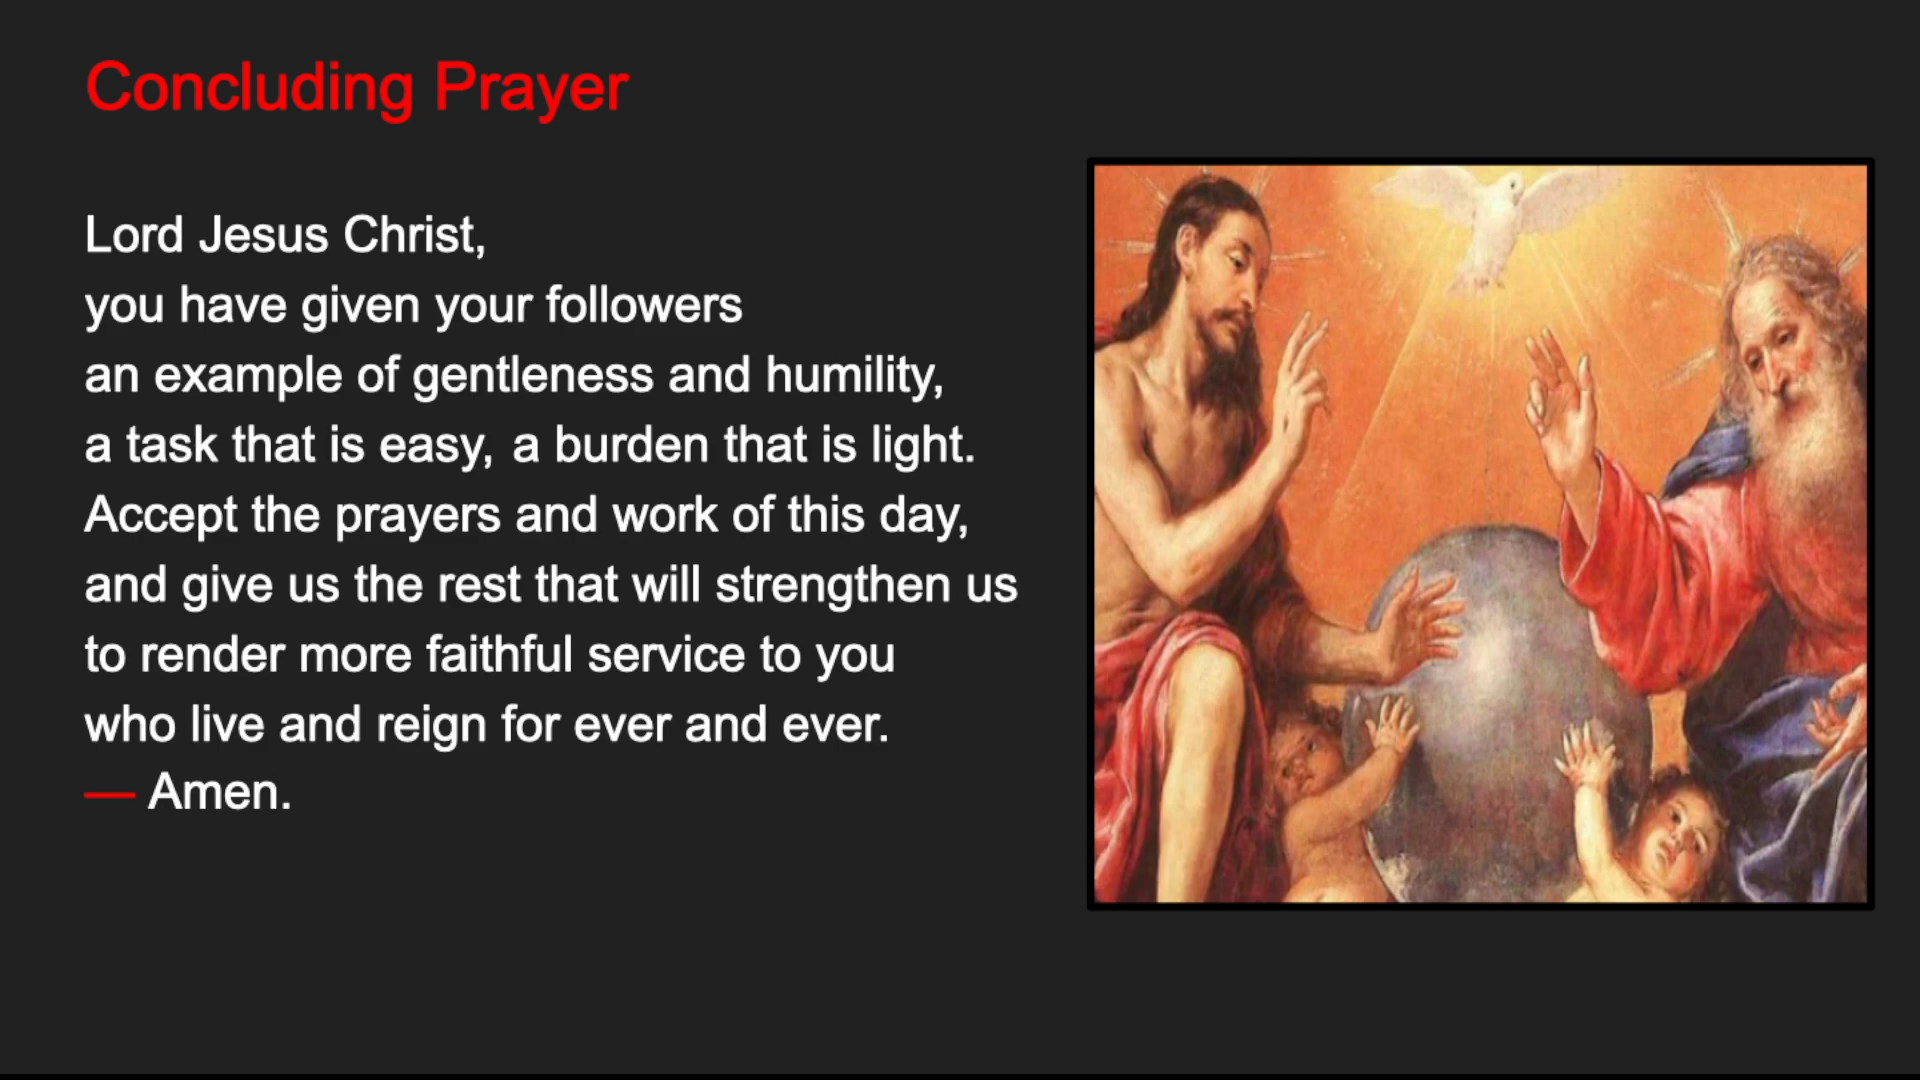 Concluding Prayer
Lord Jesus Christ,
you have given your followers
an example of gentleness and humility,
a task that is easy, a burden that is light.
Accept the prayers and work of this day,
and give us the rest that will strengthen us
to render more faithful service to you
who live and reign for ever and ever.
— Amen.